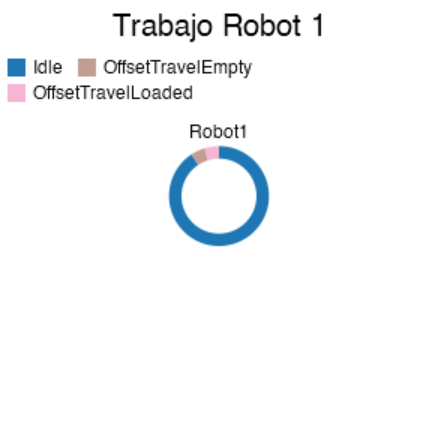 Trabajo Robot 1
Idle OffsetTravelEmpty
OffsetTravelLoaded
Robot1